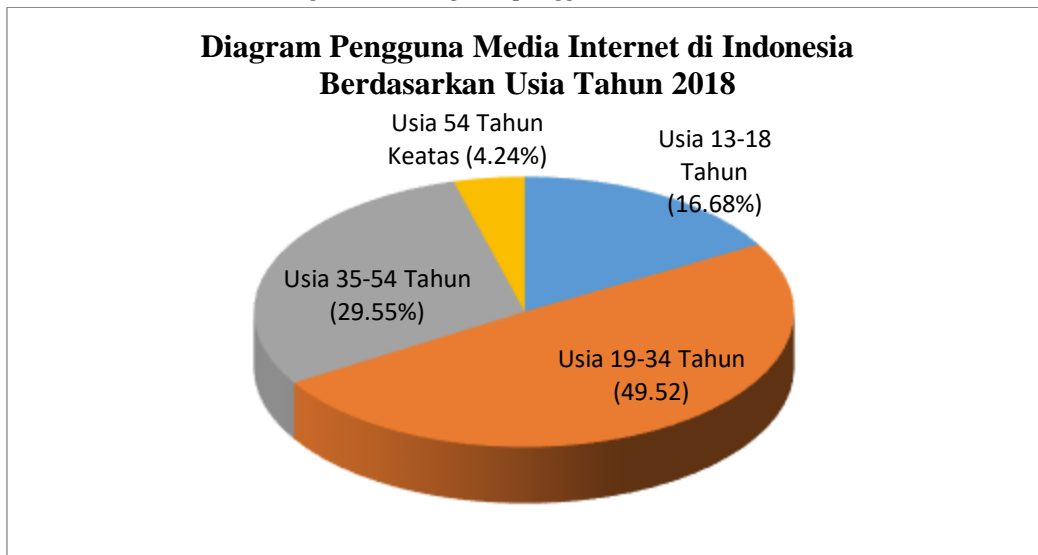 Diagram Pengguna Media Internet di Indonesia
Berdasarkan Usia Tahun 2018
Usia 54 Tahun
Keatas (4.24%)
Usia 13-18
Tahun
(16.68%)
Usia 35-54 Tahun
(29.55%)
Usia 19-34 Tahun
(49.52)